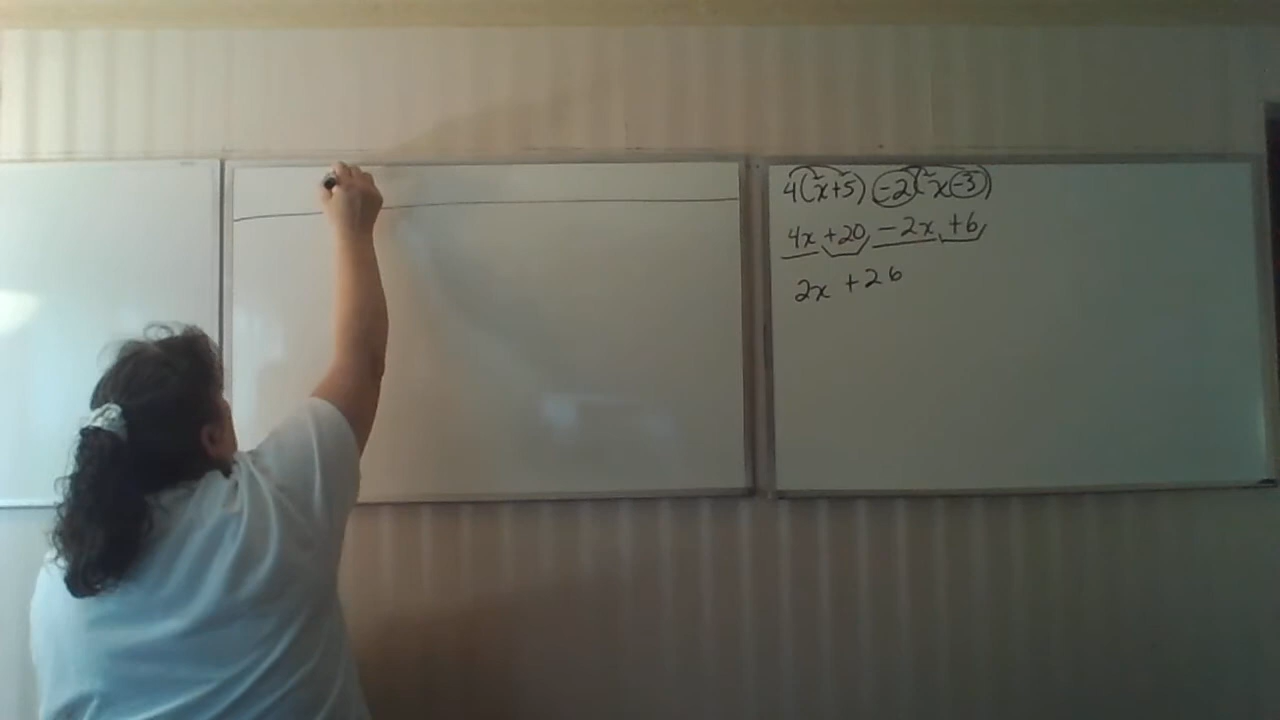 4(x+5) -2(x-3)
4x +20 -2x +6
2x +26